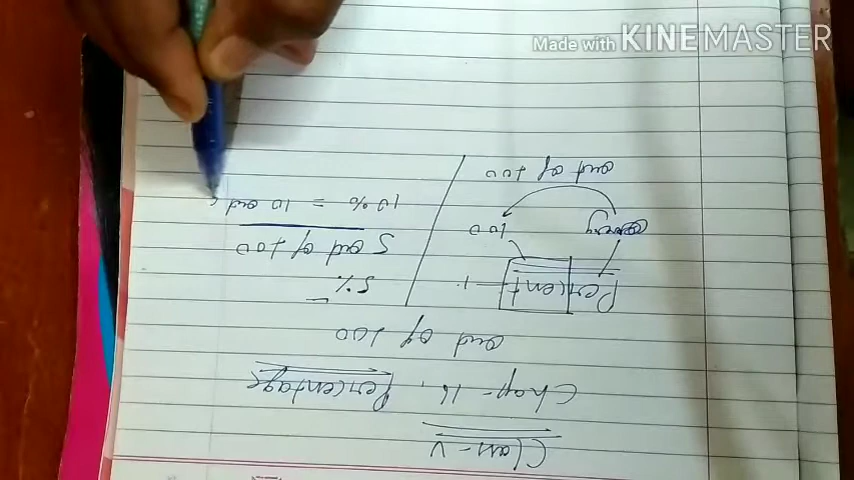 Made with KINEMASTER
Class - V
Chap - 16, Percentage
out of 100
Percent - %
every 100
out of 100
5%
5 out of 100
10% = 10 out o